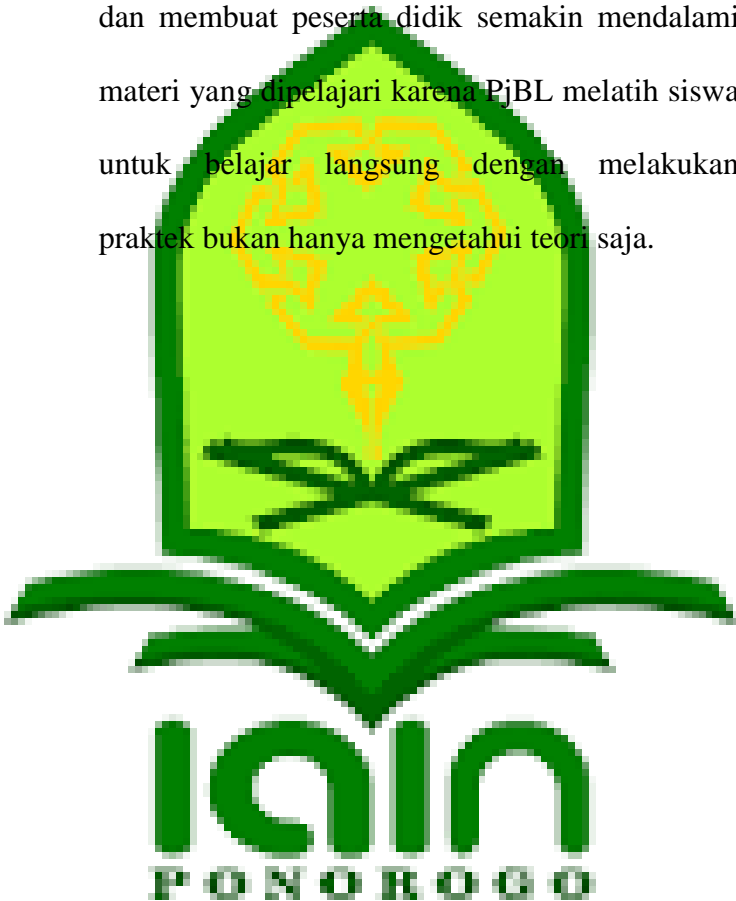 dan membuat peserta didik semakin mendalami
materi yang dipelajari karena PjBL melatih siswa
untuk belajar langsung dengan melakukan
praktek bukan hanya mengetahui teori saja.
iain
PONOROGO